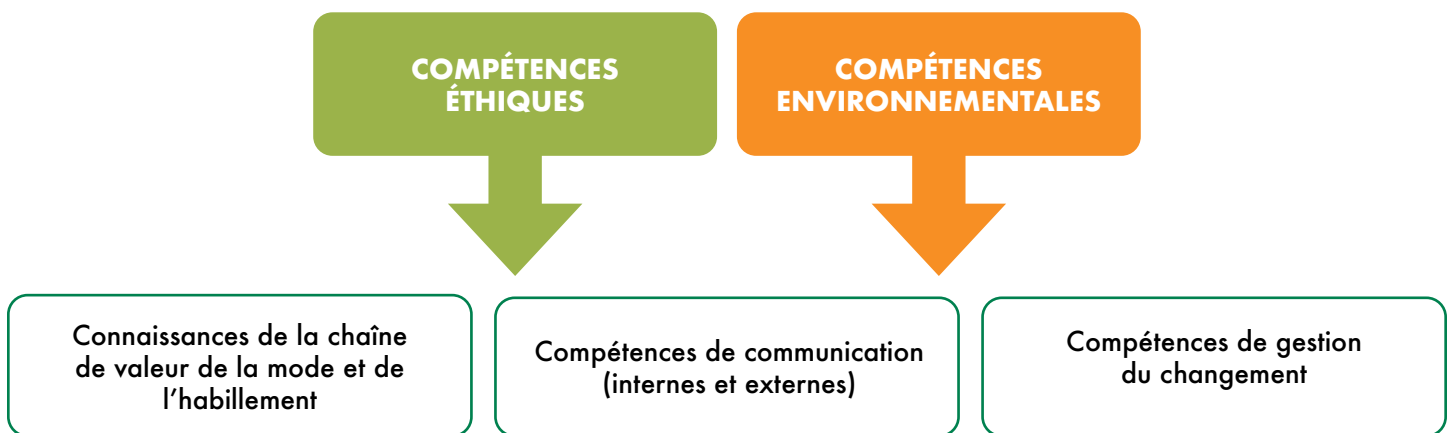 COMPÉTENCES
ÉTHIQUES
COMPÉTENCES
ENVIRONNEMENTALES
Connaissances de la chaîne
de valeur de la mode et de
l'habillement
Compétences de communication
(internes et externes)
Compétences de gestion
du changement